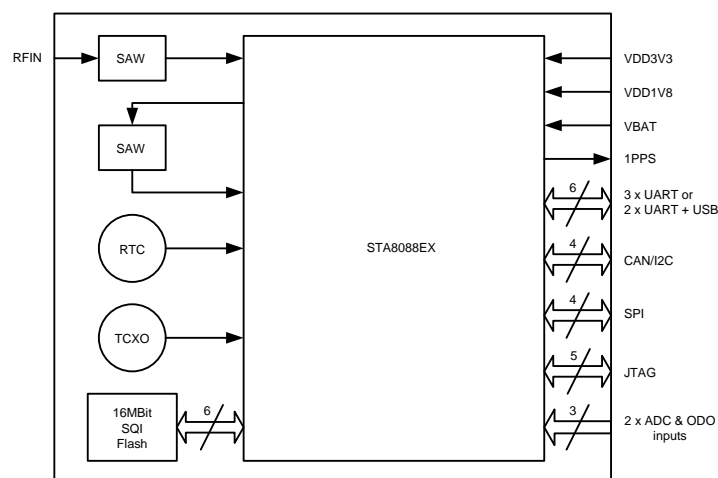 RFIN
SAW
VDD3V3
VDD1V8
SAW
VBAT
1PPS
6
3 x UART or
2 x UART + USB
RTC
STA8088EX
4
CAN/I2C
4
SPI
TCXO
5
JTAG
16MBit
SQI
Flash
6
3
2 x ADC & ODO
inputs